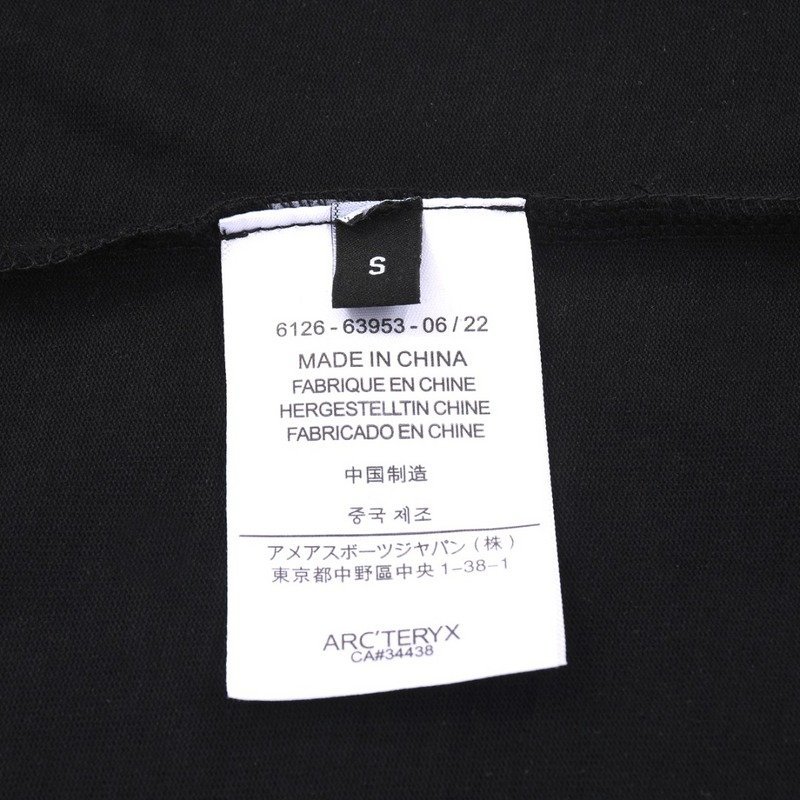 S
6126 - 63953 - 06 / 22
MADE IN CHINA
FABRIQUE EN CHINE
HERGESTELLTIN CHINE
FABRICADO EN CHINE
中国制造
중국 제조
アメアスボーツジャバン (株)
東京都中野區中央 1-38-1
ARC'TERYX
CA#34438